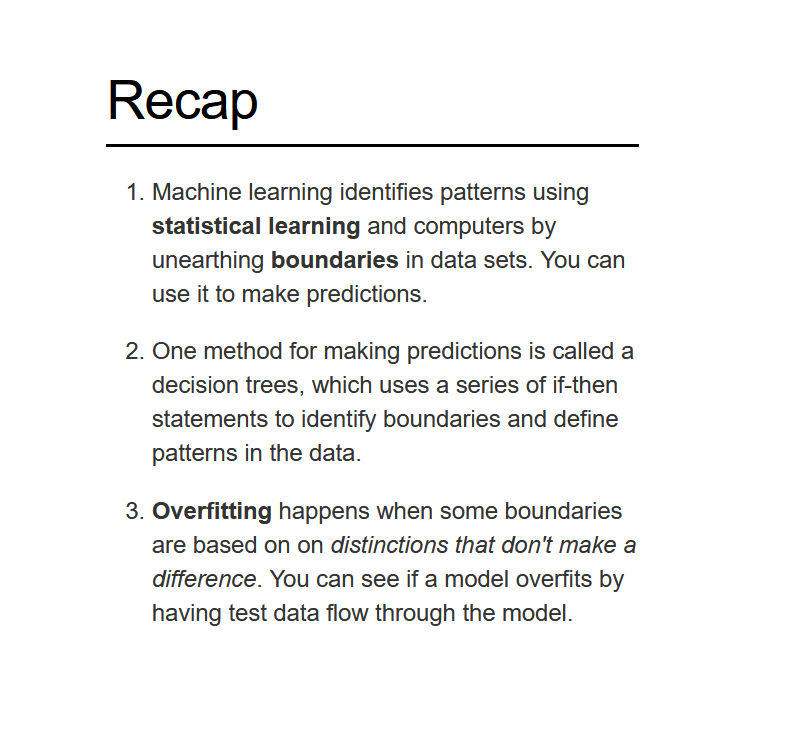 Recap
1. Machine learning identifies patterns using
statistical learning and computers by
unearthing boundaries in data sets. You can
use it to make predictions.
2. One method for making predictions is called a
decision trees, which uses a series of if-then
statements to identify boundaries and define
patterns in the data.
3. Overfitting happens when some boundaries
are based on on distinctions that don't make a
difference. You can see if a model overfits by
having test data flow through the model.